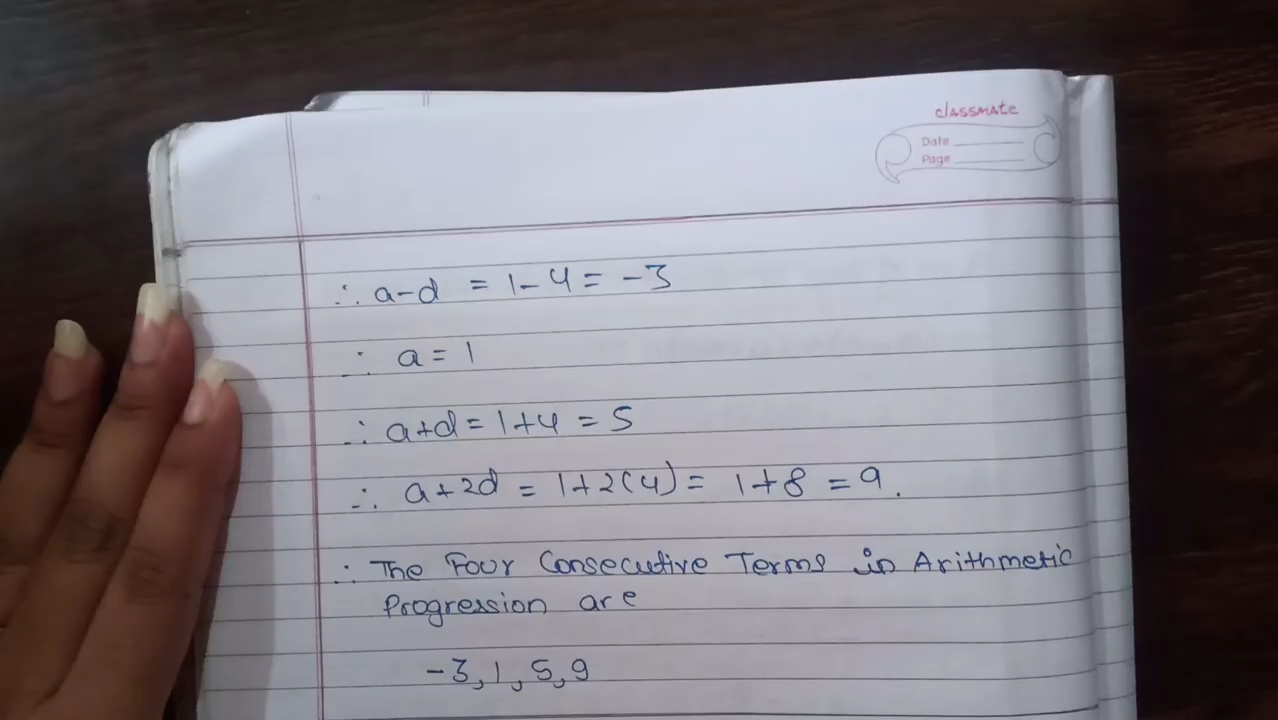 classmate
Date
Page
∴ a-d = 1-4 = -3
∴ a = 1
∴ a+d = 1+4 = 5
∴ a+2d = 1+2(4) = 1+8 = 9.
∴ The Four Consecutive Terms in Arithmetic
Progression are
-3, 1, 5, 9